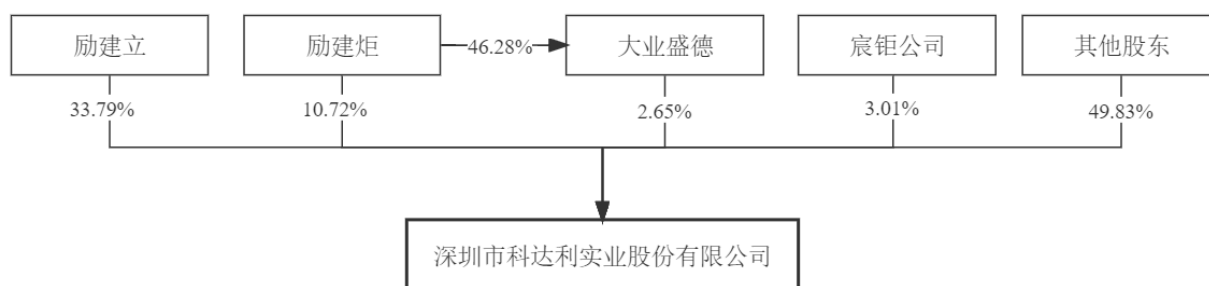 励建立
励建炬
46.28%
大业盛德
宸钜公司
其他股东
33.79%
10.72%
2.65%
3.01%
49.83%
深圳市科达利实业股份有限公司